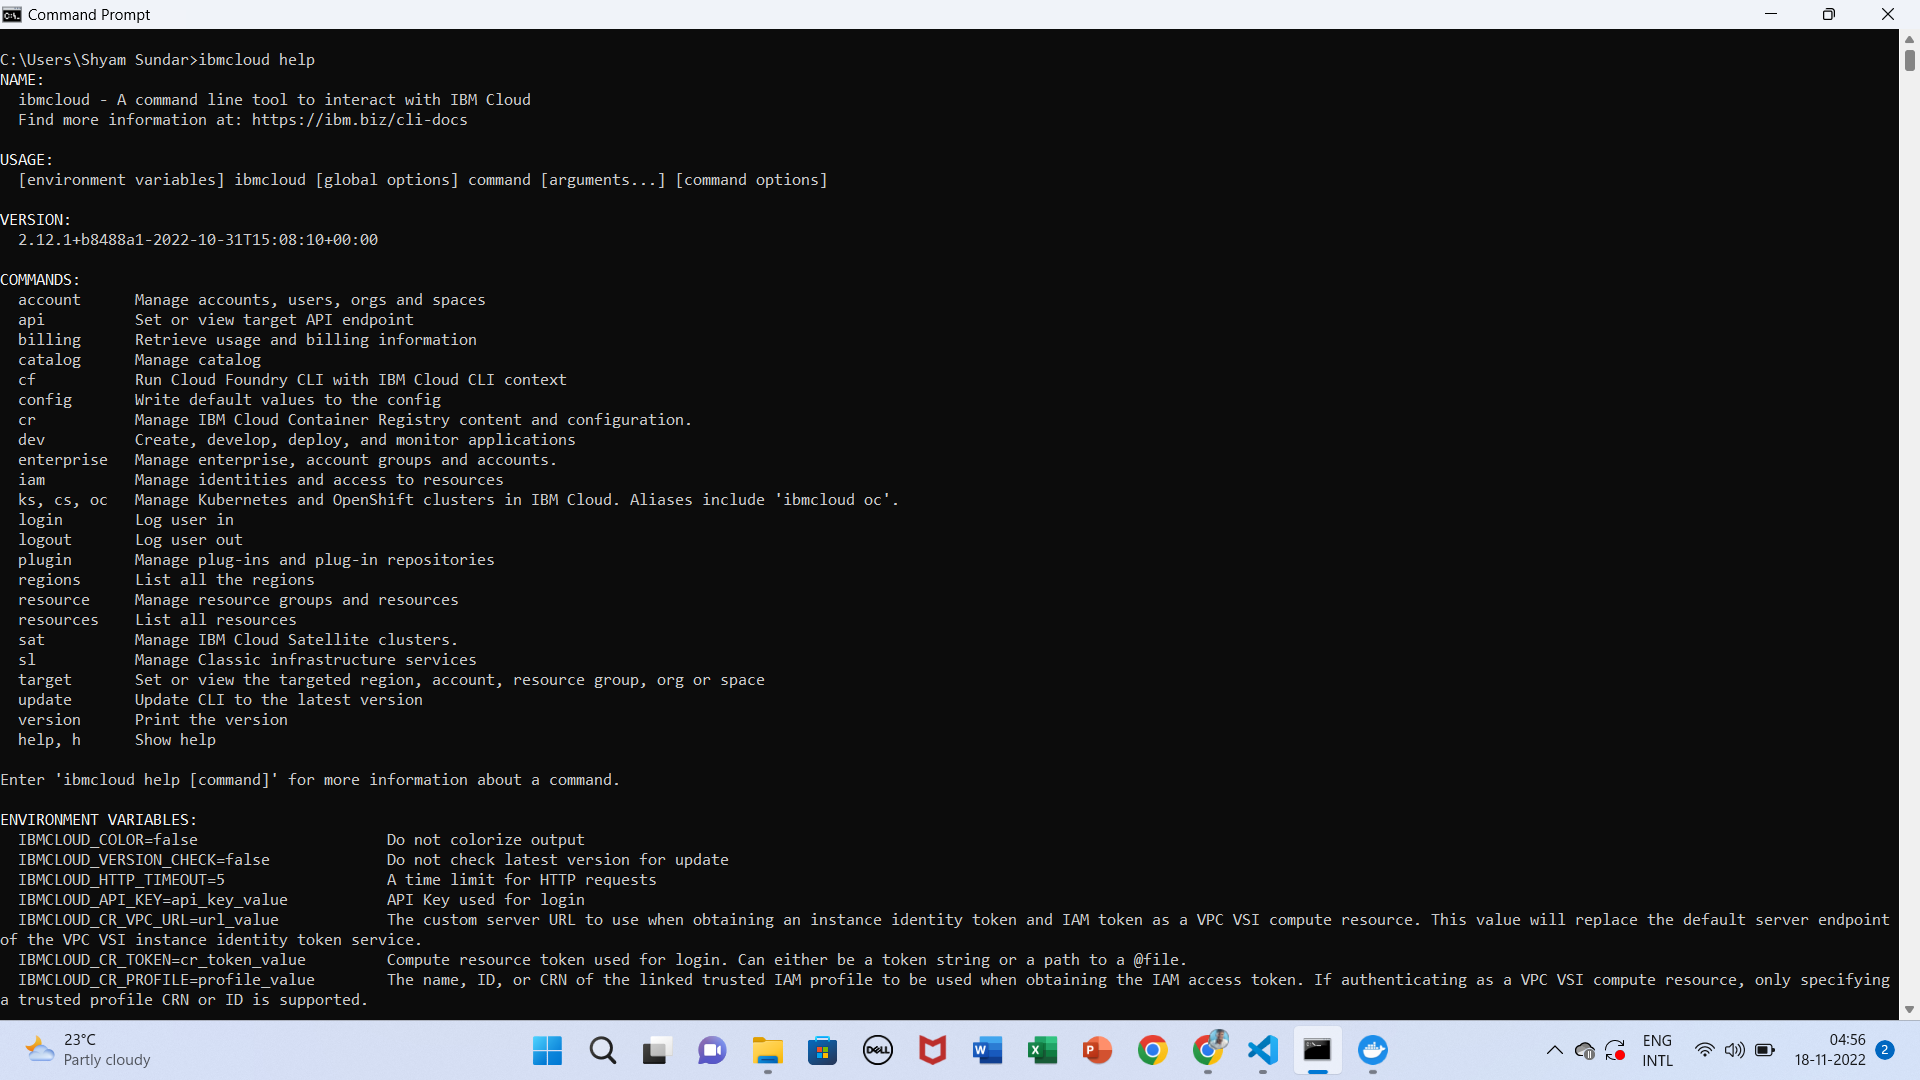 Command Prompt
C:\Users\Shyam Sundar>ibmcloud help
NAME:
  ibmcloud - A command line tool to interact with IBM Cloud
  Find more information at: https://ibm.biz/cli-docs
USAGE:
  [environment variables] ibmcloud [global options] command [arguments...] [command options]
VERSION:
  2.12.1+b8488a1-2022-10-31T15:08:10+00:00
COMMANDS:
  account      Manage accounts, users, orgs and spaces
  api          Set or view target API endpoint
  billing      Retrieve usage and billing information
  catalog      Manage catalog
  cf           Run Cloud Foundry CLI with IBM Cloud CLI context
  config       Write default values to the config
  cr           Manage IBM Cloud Container Registry content and configuration.
  dev          Create, develop, deploy, and monitor applications
  enterprise   Manage enterprise, account groups and accounts.
  iam          Manage identities and access to resources
  ks, cs, oc   Manage Kubernetes and OpenShift clusters in IBM Cloud. Aliases include 'ibmcloud oc'.
  login        Log user in
  logout       Log user out
  plugin       Manage plug-ins and plug-in repositories
  regions      List all the regions
  resource     Manage resource groups and resources
  resources    List all resources
  sat          Manage IBM Cloud Satellite clusters.
  sl           Manage Classic infrastructure services
  target       Set or view the targeted region, account, resource group, org or space
  update       Update CLI to the latest version
  version      Print the version
  help, h      Show help
Enter 'ibmcloud help [command]' for more information about a command.
ENVIRONMENT VARIABLES:
  IBMCLOUD_COLOR=false                     Do not colorize output
  IBMCLOUD_VERSION_CHECK=false             Do not check latest version for update
  IBMCLOUD_HTTP_TIMEOUT=5                  A time limit for HTTP requests
  IBMCLOUD_API_KEY=api_key_value           API Key used for login
  IBMCLOUD_CR_VPC_URL=url_value            The custom server URL to use when obtaining an instance identity token and IAM token as a VPC VSI compute resource. This value will replace the default server endpoint
of the VPC VSI instance identity token service.
  IBMCLOUD_CR_TOKEN=cr_token_value         Compute resource token used for login. Can either be a token string or a path to a @file.
  IBMCLOUD_CR_PROFILE=profile_value        The name, ID, or CRN of the linked trusted IAM profile to be used when obtaining the IAM access token. If authenticating as a VPC VSI compute resource, only specifying
a trusted profile CRN or ID is supported.
23°C
Partly cloudy
DELL
W
X
P
ENG
INTL
04:56
18-11-2022
2